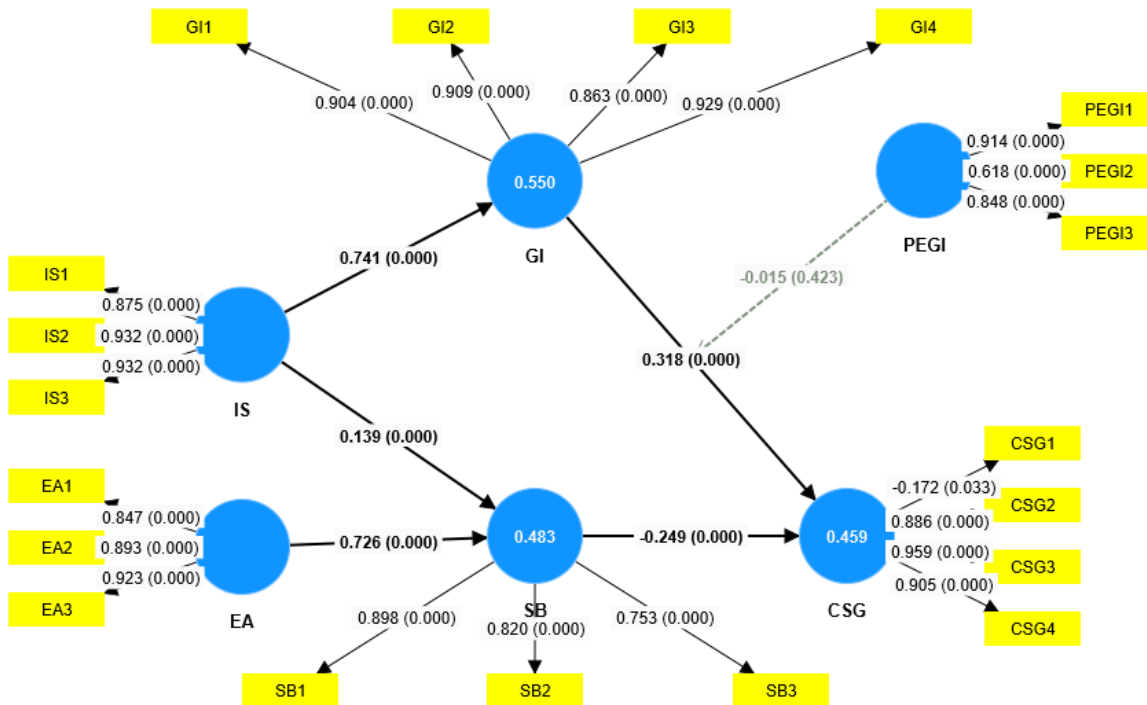 GI1
GI2
GI3
GI4
0.904 (0.000)
0.909 (0.000)
0.863 (0.000)
0.929 (0.000)
0.550
GI
PEGI1
0.914 (0.000)
PEGI2
0.618 (0.000)
0.848 (0.000)
PEGI3
PEGI
-0.015 (0.423)
0.741 (0.000)
0.318 (0.000)
IS1
0.875 (0.000)
IS2
0.932 (0.000)
0.932 (0.000)
IS3
IS
0.139 (0.000)
EA1
0.847 (0.000)
EA2
0.893 (0.000)
0.923 (0.000)
EA3
EA
0.726 (0.000)
0.483
SB
-0.249 (0.000)
0.459
CSG
CSG1
-0.172 (0.033)
CSG2
0.886 (0.000)
0.959 (0.000)
CSG3
0.905 (0.000)
CSG4
0.898 (0.000)
0.820 (0.000)
0.753 (0.000)
SB1
SB2
SB3